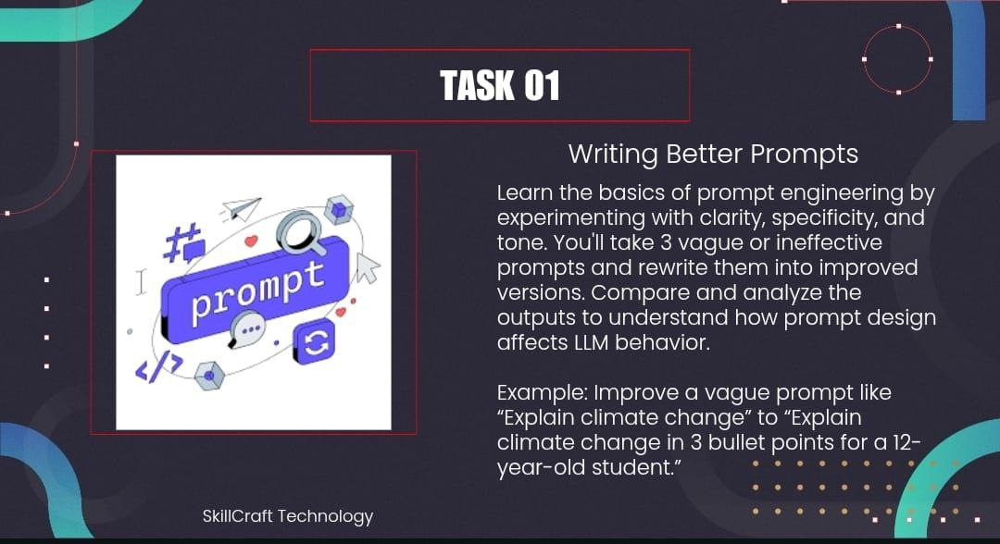 TASK 01
prompt
</>
Writing Better Prompts
Learn the basics of prompt engineering by
experimenting with clarity, specificity, and
tone. You'll take 3 vague or ineffective
prompts and rewrite them into improved
versions. Compare and analyze the
outputs to understand how prompt design
affects LLM behavior.
Example: Improve a vague prompt like
“Explain climate change” to “Explain
climate change in 3 bullet points for a 12-
year-old student.”
SkillCraft Technology